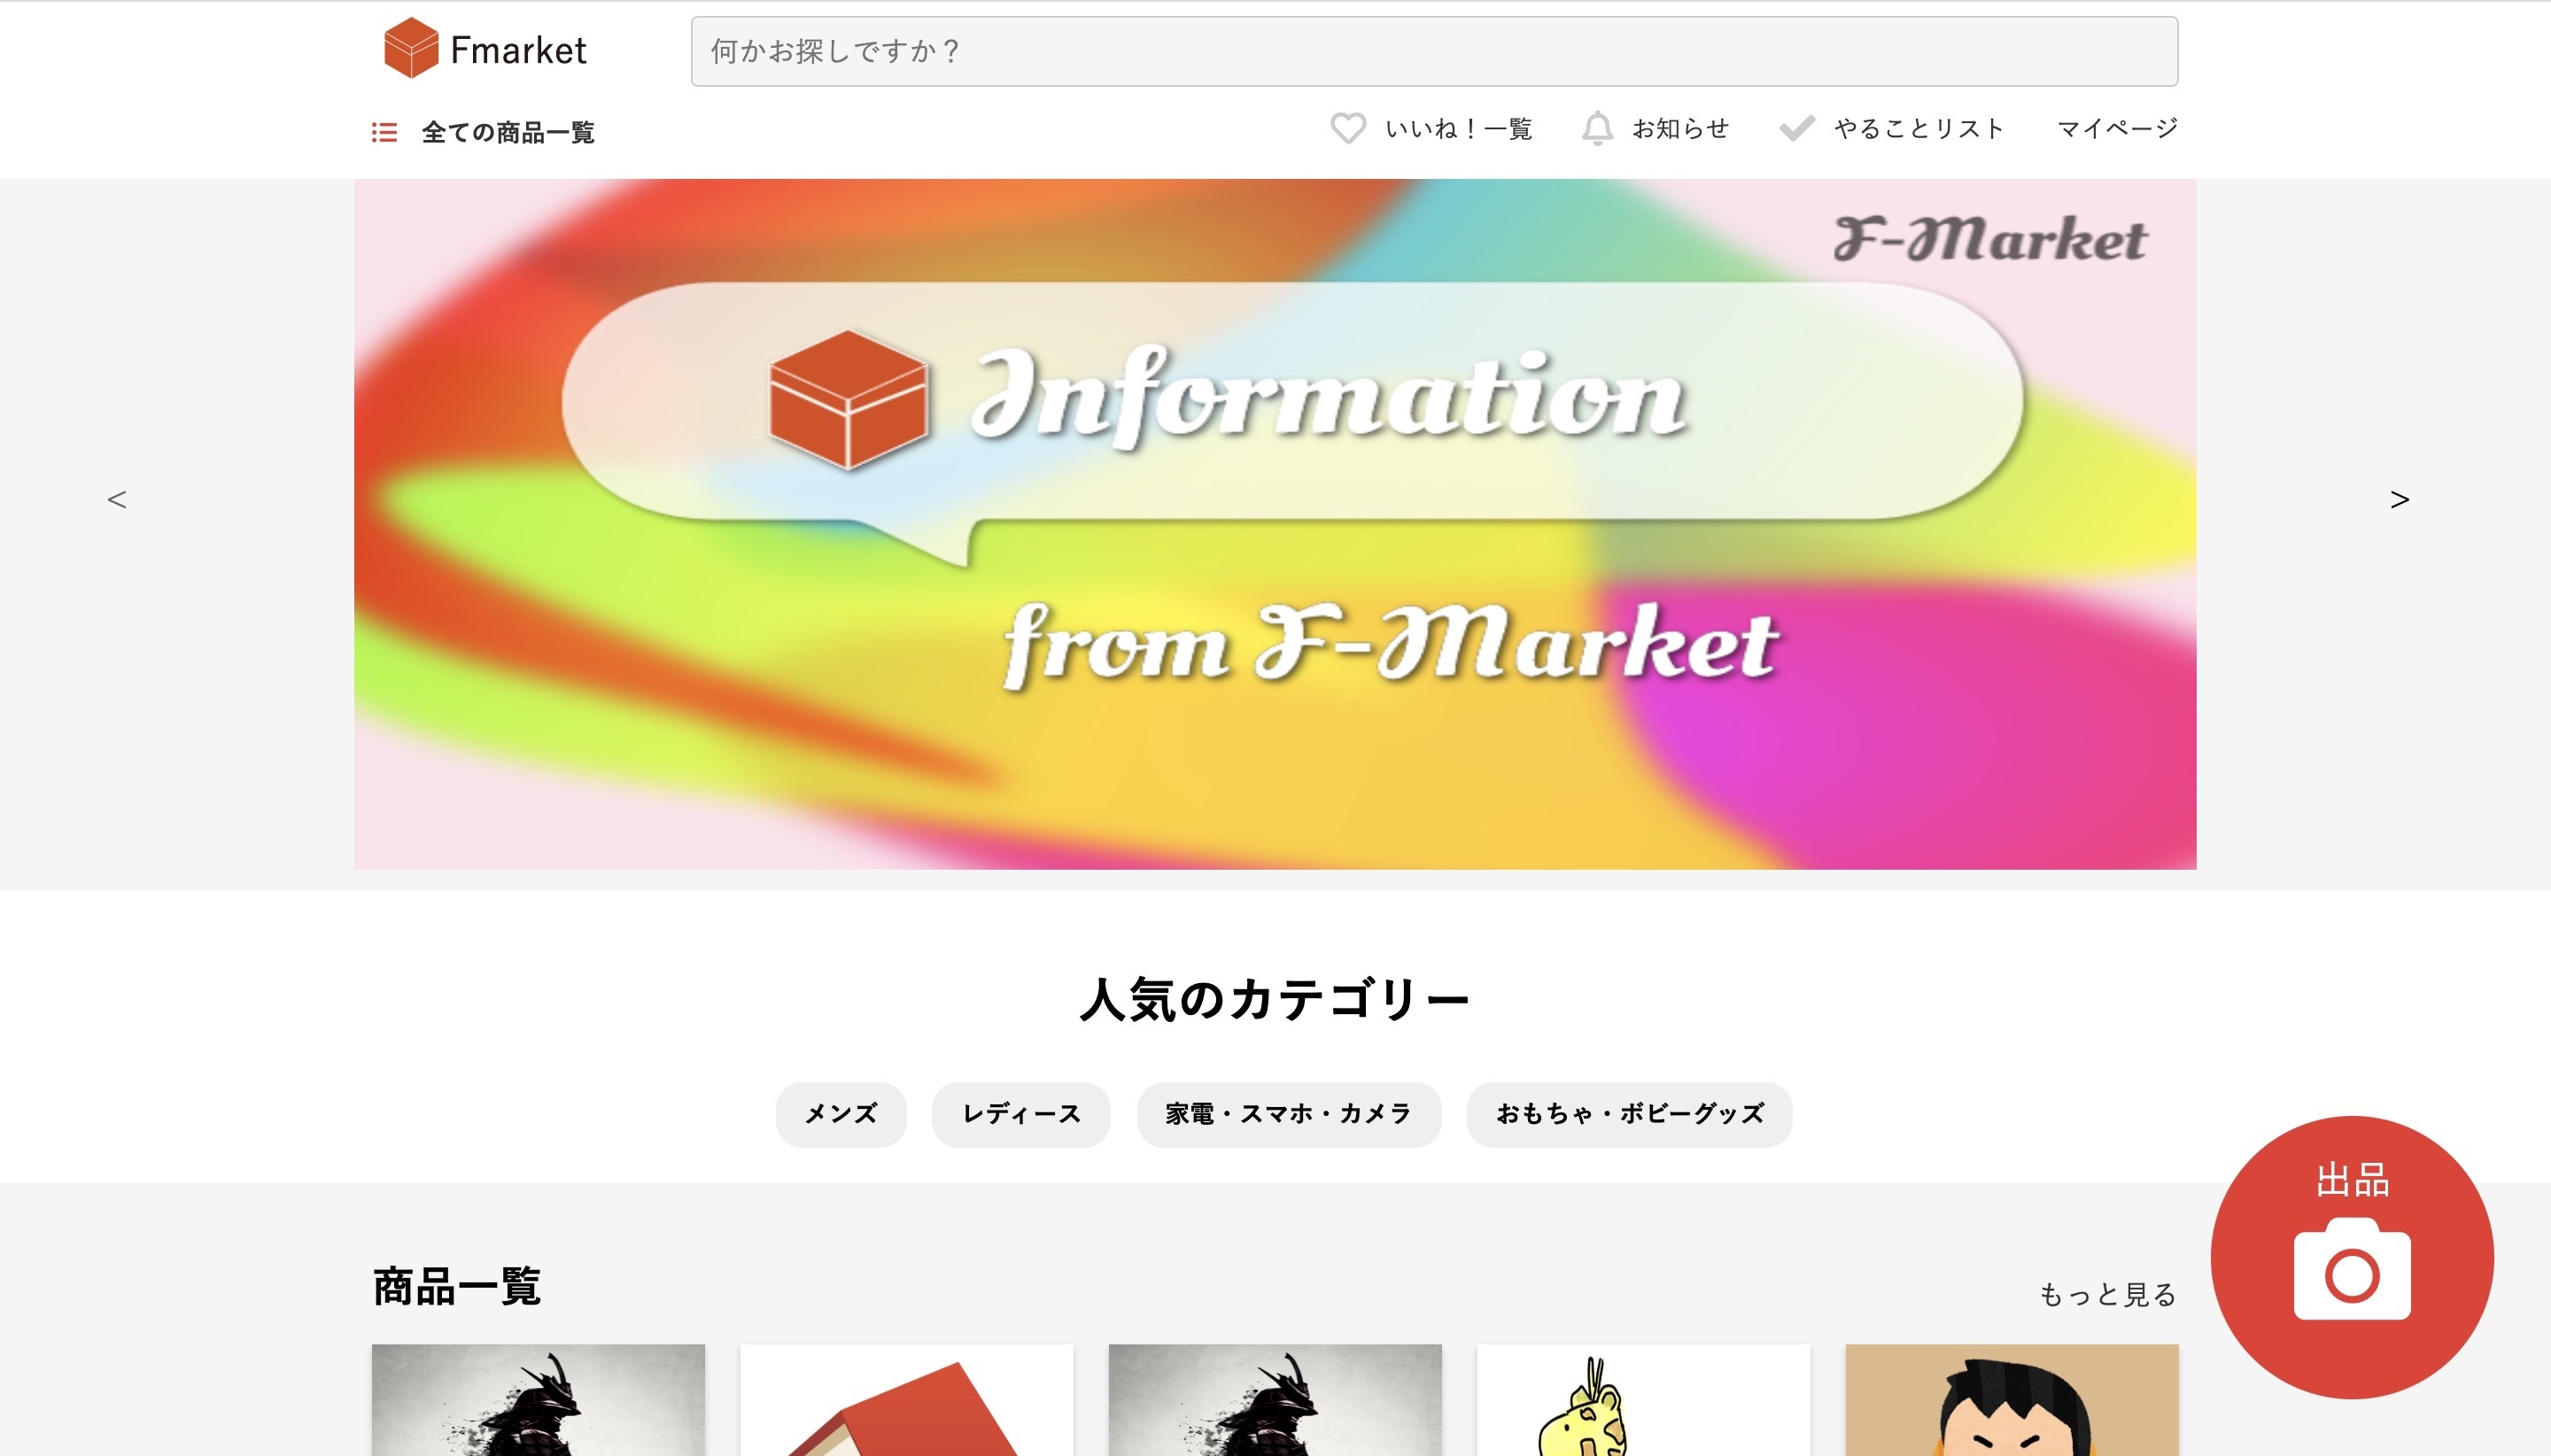 Fmarket
何かお探しですか？
全ての商品一覧
いいね！一覧
お知らせ
やることリスト
マイページ
F-Market
Information
from F-Market
<
>
人気のカテゴリー
メンズ
レディース
家電・スマホ・カメラ
おもちゃ・ボビーグッズ
出品
商品一覧
もっと見る